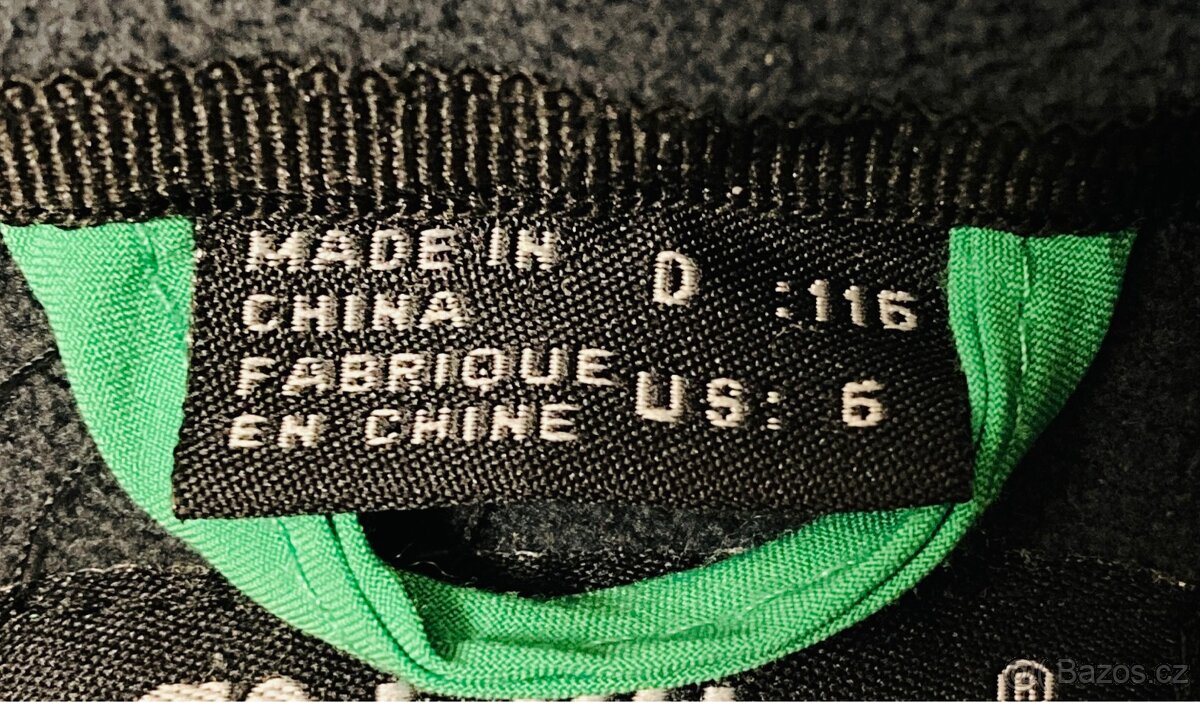 MADE IN
CHINA
FABRIQUE
EN CHINE
D :116
US: 6
®
© Bazos.cz